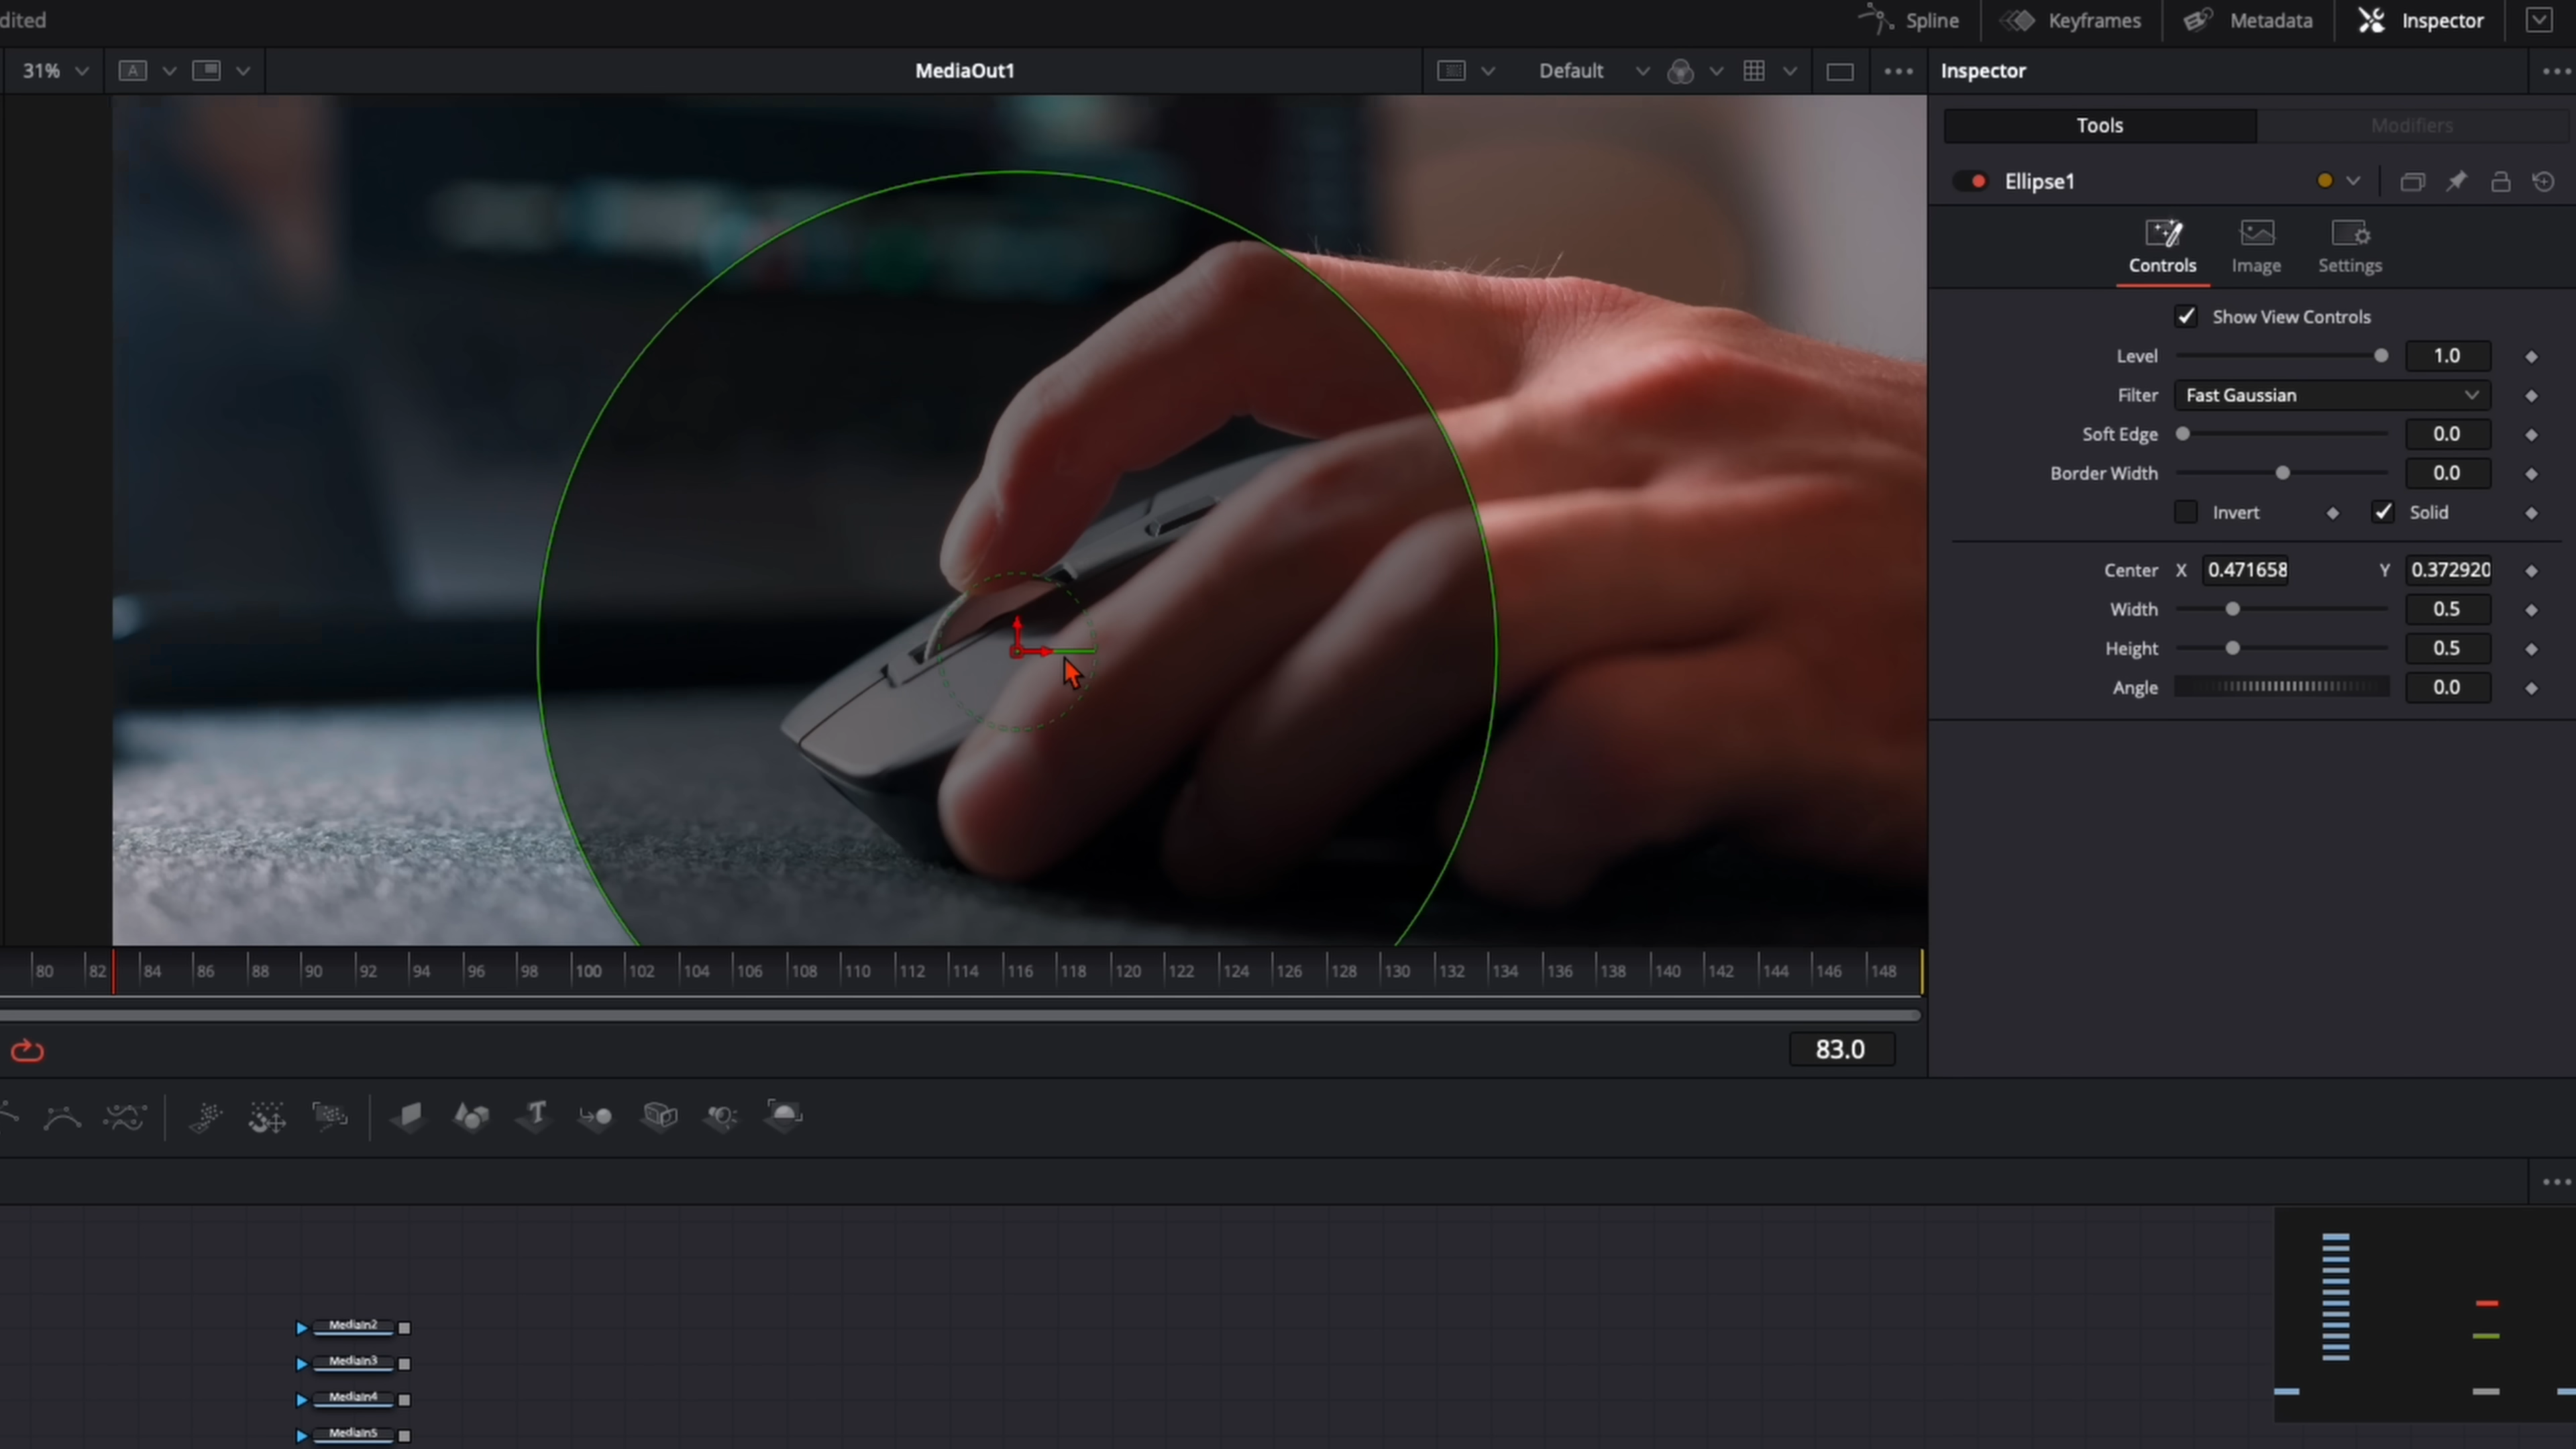 dited
Spline
Keyframes
Metadata
Inspector
31%
A
MediaOut1
Default
Inspector
Tools
Modifiers
Ellipse1
Controls
Image
Settings
Show View Controls
Level 1.0
Filter Fast Gaussian
Soft Edge 0.0
Border Width 0.0
Invert
Solid
Center X 0.471658 Y 0.372920
Width 0.5
Height 0.5
Angle 0.0
80 82 84 86 88 90 92 94 96 98 100 102 104 106 108 110 112 114 116 118 120 122 124 126 128 130 132 134 136 138 140 142 144 146 148
83.0
T
MediaIn2
MediaIn3
MediaIn4
MediaIn5